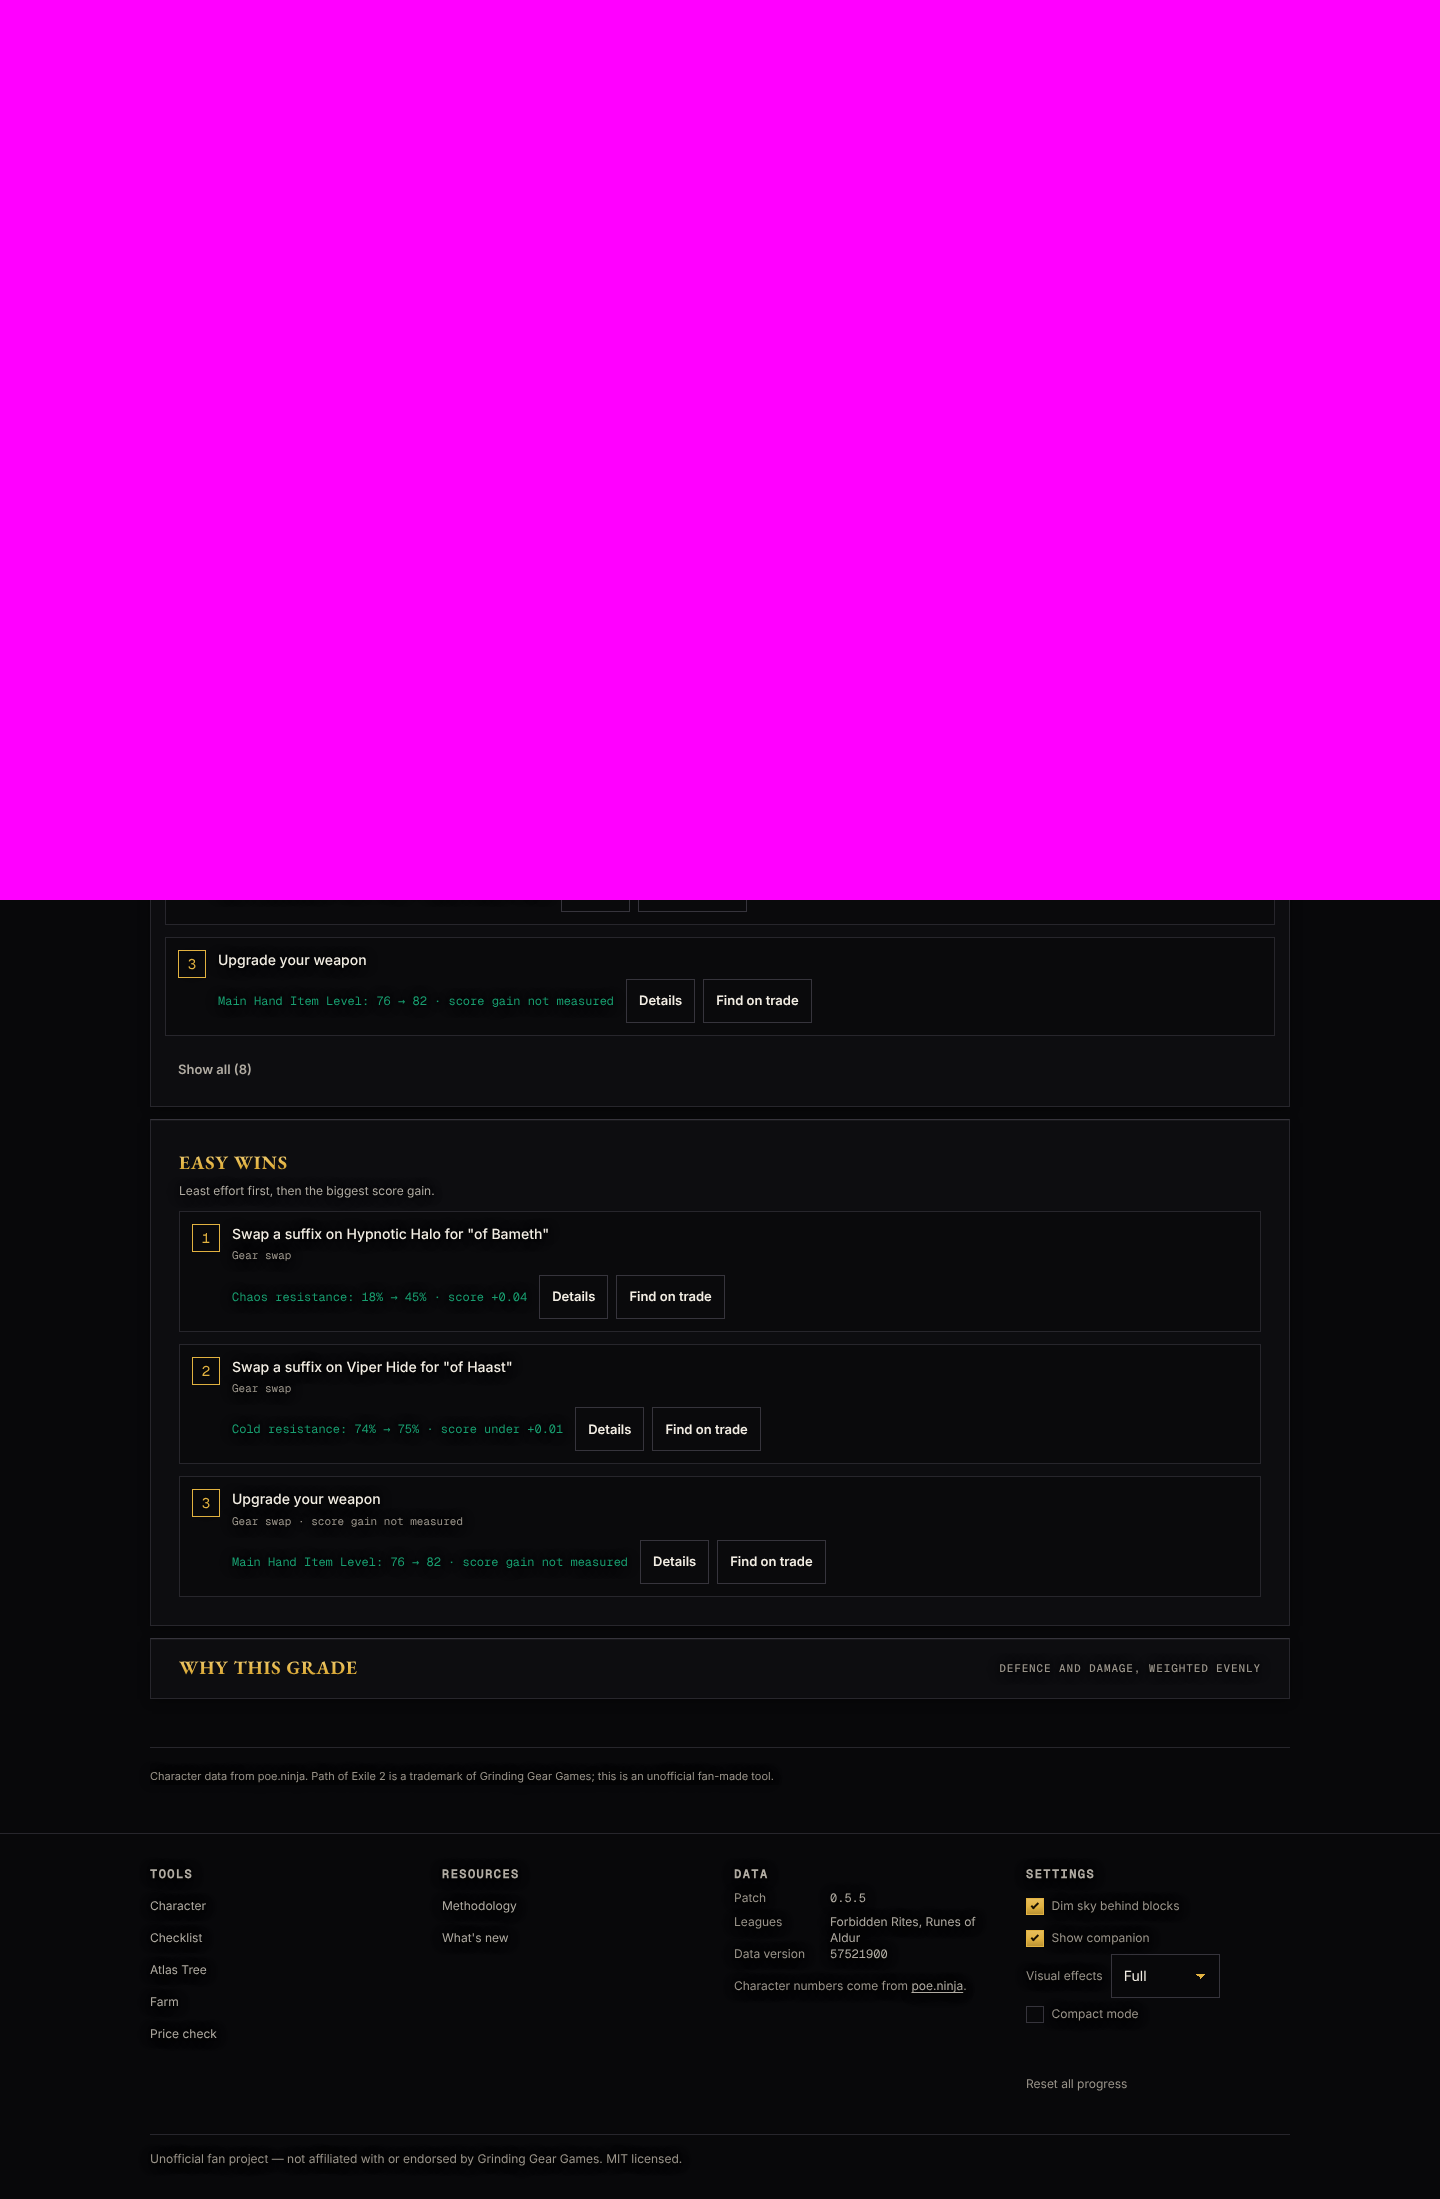 3
Upgrade your weapon
Main Hand Item Level: 76 → 82 · score gain not measured
Details
Find on trade
Show all (8)
EASY WINS
Least effort first, then the biggest score gain.
1
Swap a suffix on Hypnotic Halo for "of Bameth"
Gear swap
Chaos resistance: 18% → 45% · score +0.04
Details
Find on trade
2
Swap a suffix on Viper Hide for "of Haast"
Gear swap
Cold resistance: 74% → 75% · score under +0.01
Details
Find on trade
3
Upgrade your weapon
Gear swap · score gain not measured
Main Hand Item Level: 76 → 82 · score gain not measured
Details
Find on trade
WHY THIS GRADE
DEFENCE AND DAMAGE, WEIGHTED EVENLY
Character data from poe.ninja. Path of Exile 2 is a trademark of Grinding Gear Games; this is an unofficial fan-made tool.
TOOLS
Character
Checklist
Atlas Tree
Farm
Price check
RESOURCES
Methodology
What's new
DATA
Patch 0.5.5
Leagues Forbidden Rites, Runes of
Aldur
Data version 57521900
Character numbers come from poe.ninja.
SETTINGS
Dim sky behind blocks
Show companion
Visual effects Full
Compact mode
Reset all progress
Unofficial fan project — not affiliated with or endorsed by Grinding Gear Games. MIT licensed.